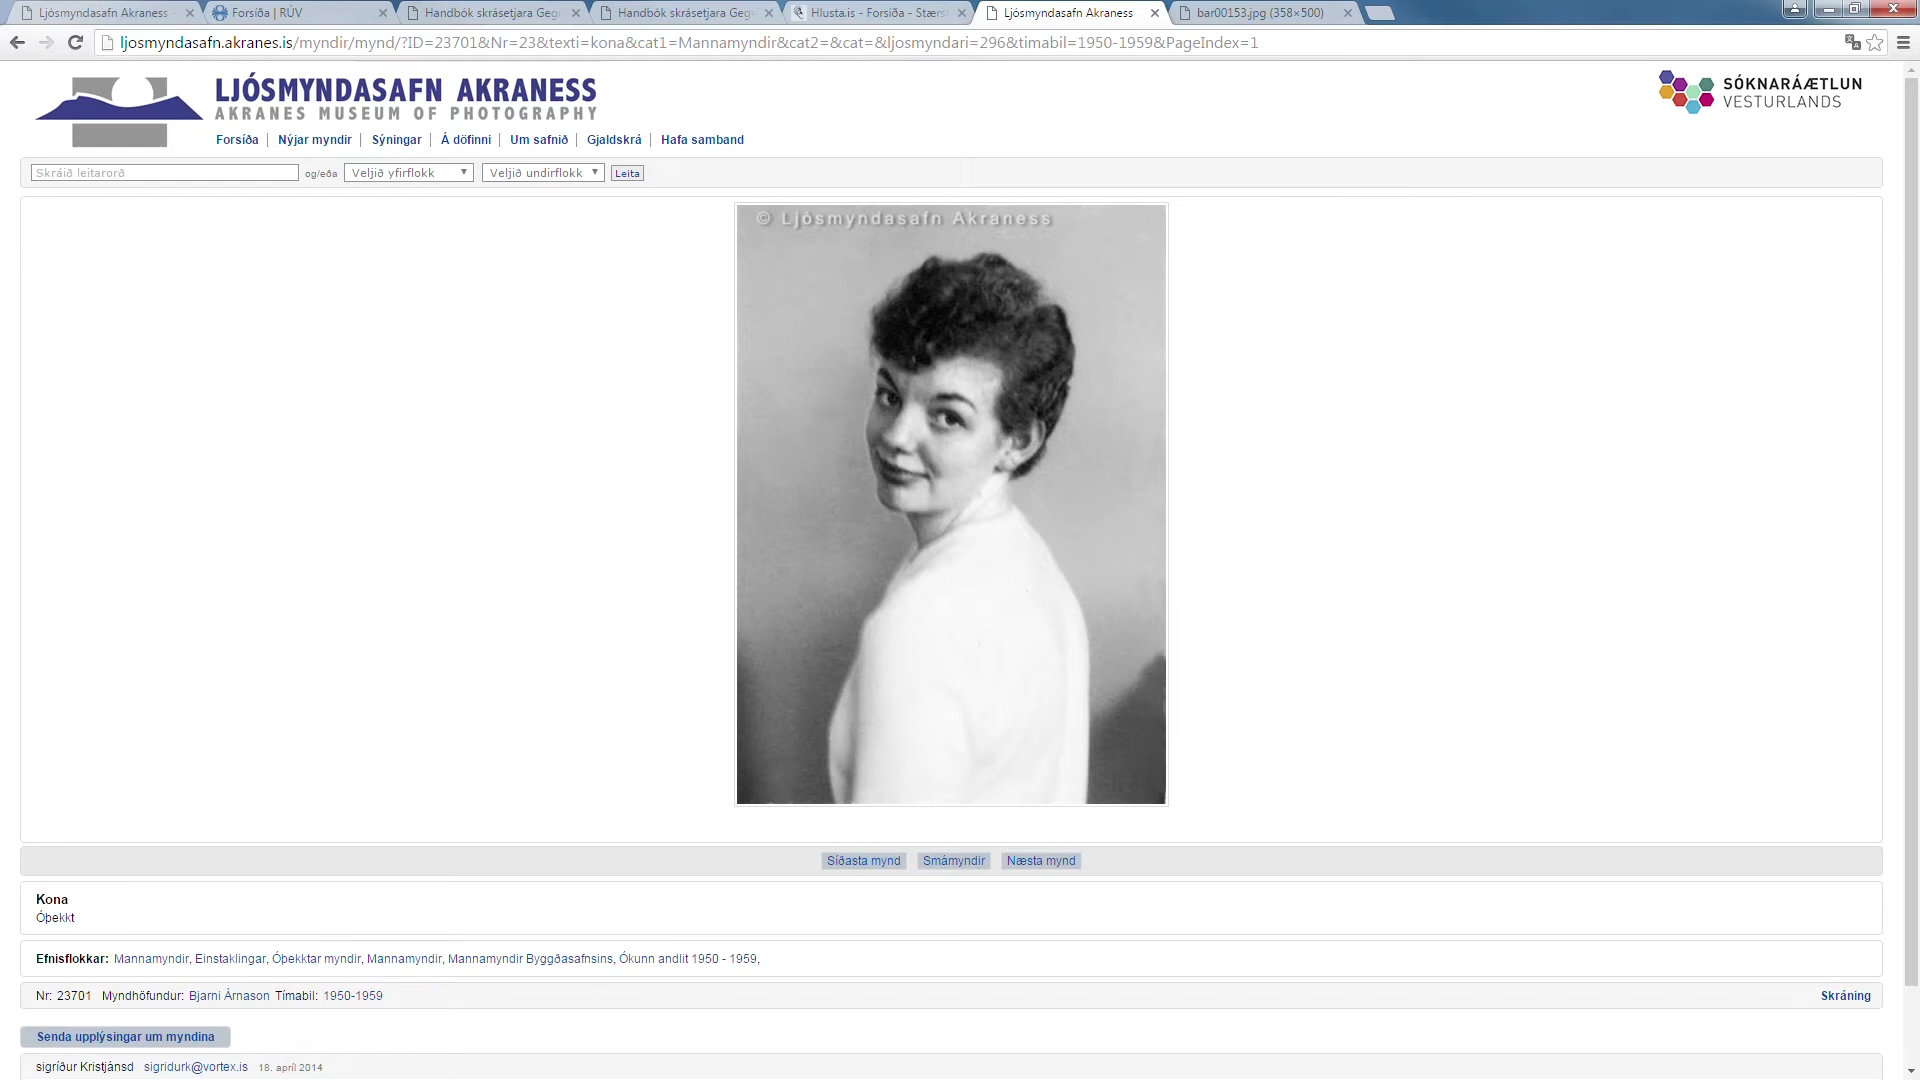 Ljósmyndasafn Akraness -
Forsíða | RÚV
Handbók skrásetjara Geg
Handbók skrásetjara Geg
Hlusta.is - Forsíða - Stærs
Ljósmyndasafn Akraness
bar00153.jpg (358×500)
ljosmyndasafn.akranes.is/myndir/mynd/?ID=23701&Nr=23&texti=kona&cat1=Mannamyndir&cat2=&cat=&ljosmyndari=296&timabil=1950-1959&PageIndex=1
LJÓSMYNDASAFN AKRANESS
AKRANES MUSEUM OF PHOTOGRAPHY
SÓKNARÁÆTLUN
VESTURLANDS
Forsíða | Nýjar myndir | Sýningar | Á döfinni | Um safnið | Gjaldskrá | Hafa samband
Skráið leitarorð og/eða Veljið yfirflokk Veljið undirflokk Leita
© Ljósmyndasafn Akraness
Síðasta mynd Smámyndir Næsta mynd
Kona
Óþekkt
Efnisflokkar: Mannamyndir, Einstaklingar, Óþekktar myndir, Mannamyndir, Mannamyndir Byggðasafnsins, Ókunn andlit 1950 - 1959,
Nr: 23701 Myndhöfundur: Bjarni Árnason Tímabil: 1950-1959 Skráning
Senda upplýsingar um myndina
sigríður Kristjánsd sigridurk@vortex.is 18. apríl 2014